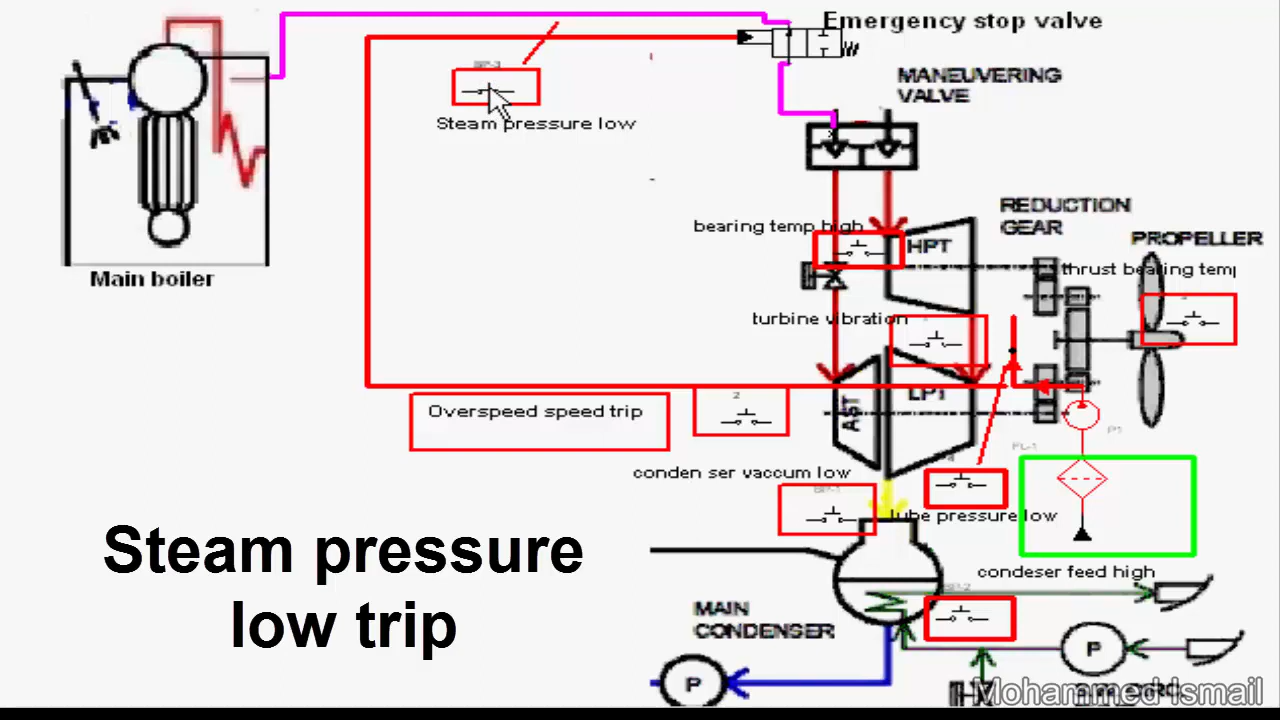 Emergency stop valve
MANEUVERING
VALVE
Steam pressure low
REDUCTION
GEAR
bearing temp high
HPT
PROPELLER
thrust bearing temp
Main boiler
turbine vibration
2
Overspeed speed trip
AST
LPT
P1
conden ser vaccum low
lube pressure low
Steam pressure
low trip
condeser feed high
MAIN
CONDENSER
P
P
Mohammed Ismail